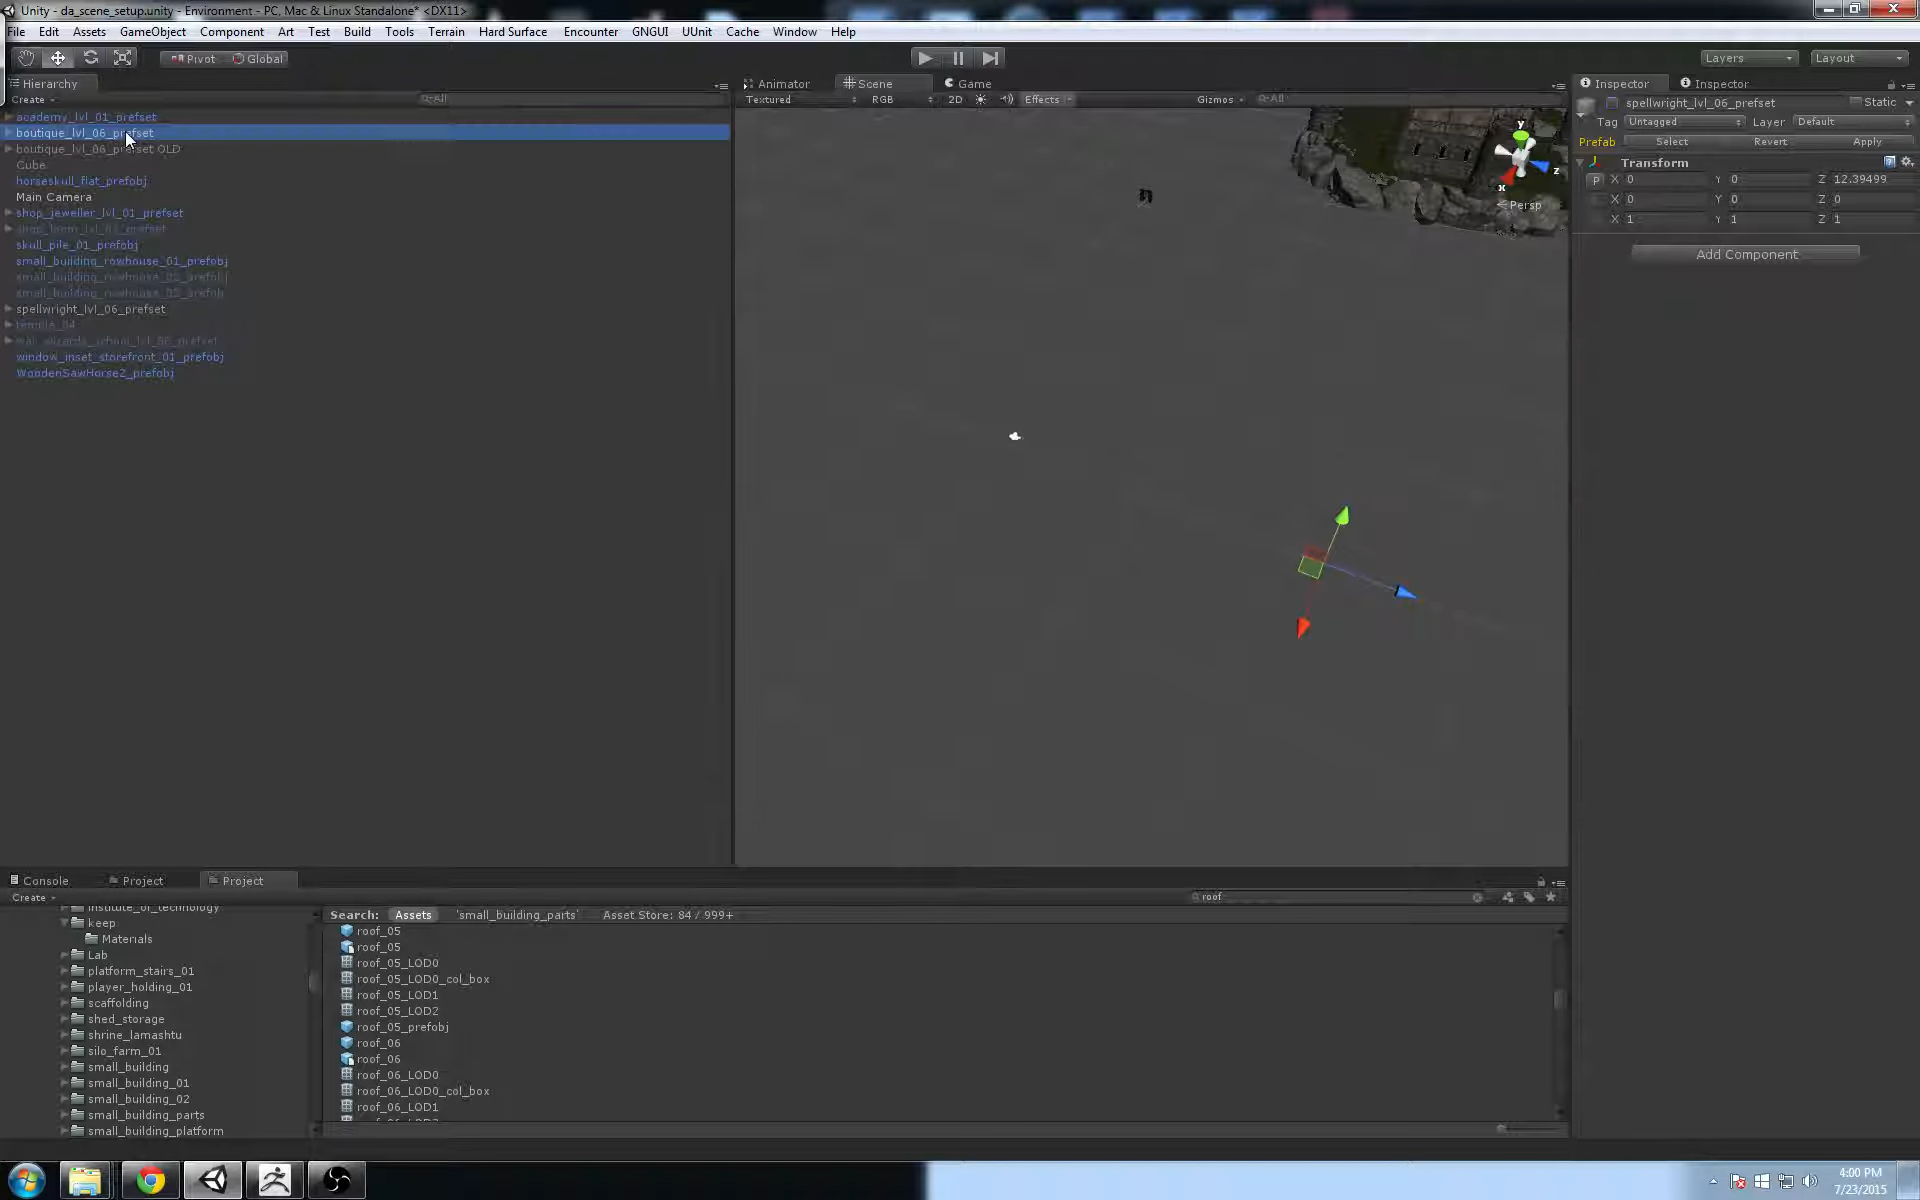 Unity - da_scene_setup.unity - Environment - PC, Mac & Linux Standalone* <DX11>
File Edit Assets GameObject Component Art Test Build Tools Terrain Hard Surface Encounter GNGUI UUnit Cache Window Help
Pivot Global
Layers Layout
Hierarchy
Create
All
academy_lvl_01_prefset
boutique_lvl_06_prefset
boutique_lvl_06_prefset OLD
Cube
horseskull_flat_prefobj
Main Camera
shop_jeweller_lvl_01_prefset
skull_pile_01_prefobj
small_building_rowhouse_01_prefobj
spellwright_lvl_06_prefset
temple_04
window_inset_storefront_01_prefobj
WoodenSawHorse2_prefobj
Animator Scene Game
Textured RGB 2D Effects Gizmos All
y
z
x
Persp
Inspector Inspector
spellwright_lvl_06_prefset Static
Tag Untagged Layer Default
Prefab Select Revert Apply
Transform
P X 0 Y 0 Z 12.39499
X 0 Y 0 Z 0
X 1 Y 1 Z 1
Add Component
Console Project Project
Create
roof
institute_of_technology
keep
Materials
Lab
platform_stairs_01
player_holding_01
scaffolding
shed_storage
shrine_lamashtu
silo_farm_01
small_building
small_building_01
small_building_02
small_building_parts
small_building_platform
Search: Assets 'small_building_parts' Asset Store: 84 / 999+
roof_05
roof_05
roof_05_LOD0
roof_05_LOD0_col_box
roof_05_LOD1
roof_05_LOD2
roof_05_prefobj
roof_06
roof_06
roof_06_LOD0
roof_06_LOD0_col_box
roof_06_LOD1
4:00 PM
7/23/2015